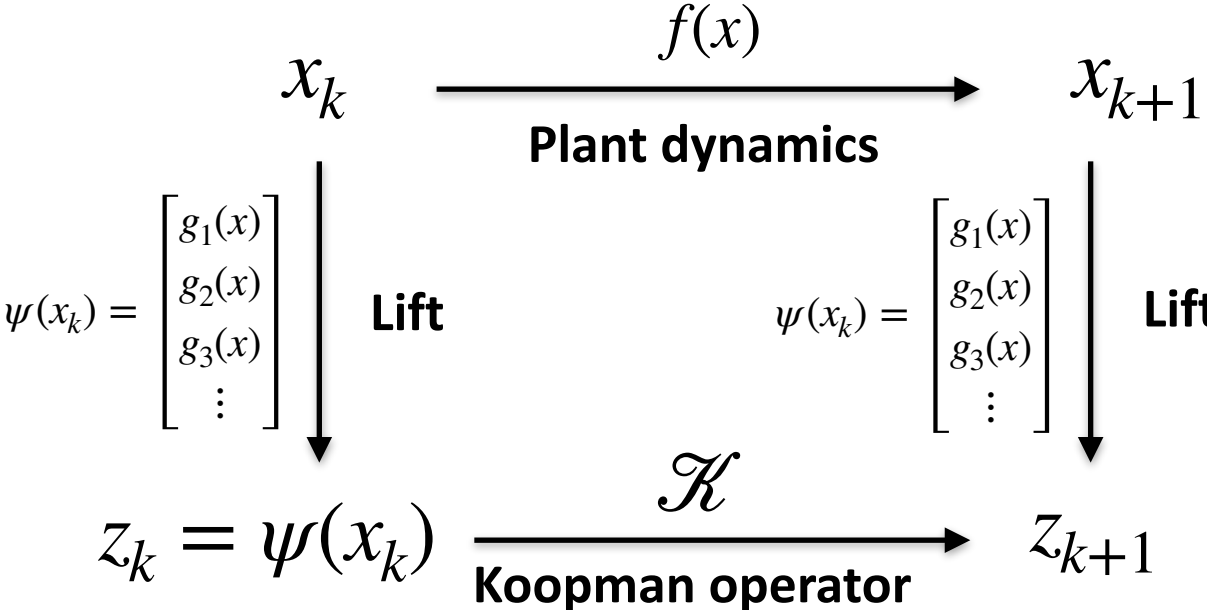 f(x)
x_k
x_{k+1}
Plant dynamics
ψ(x_k) =
g_1(x)
g_2(x)
g_3(x)
⋮
Lift
ψ(x_k) =
g_1(x)
g_2(x)
g_3(x)
⋮
Lift
𝒦
z_k = ψ(x_k)
z_{k+1}
Koopman operator